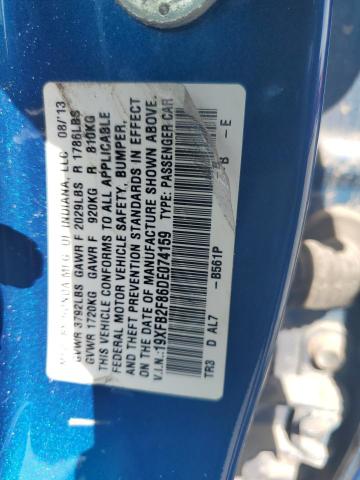 MFG BY HONDA MFG. OF INDIANA, LLC 08/'13
GVWR 3792LBS GAWR F 2029LBS R 1786LBS
GVWR 1720KG GAWR F 920KG R 810KG
THIS VEHICLE CONFORMS TO ALL APPLICABLE
FEDERAL MOTOR VEHICLE SAFETY, BUMPER,
AND THEFT PREVENTION STANDARDS IN EFFECT
ON THE DATE OF MANUFACTURE SHOWN ABOVE.
V.I.N.: 19XFB2F86DE074159 TYPE: PASSENGER CAR
TR3 D AL7 B - E
- B561P